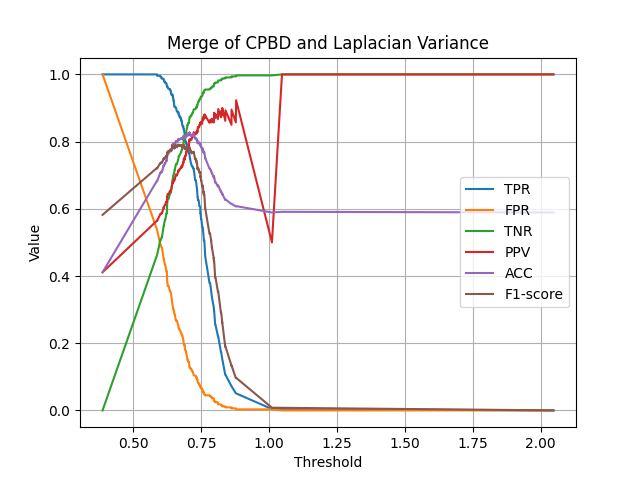 Merge of CPBD and Laplacian Variance
1.0
0.8
0.6
0.4
0.2
0.0
Value
TPR
FPR
TNR
PPV
ACC
F1-score
0.50 0.75 1.00 1.25 1.50 1.75 2.00
Threshold